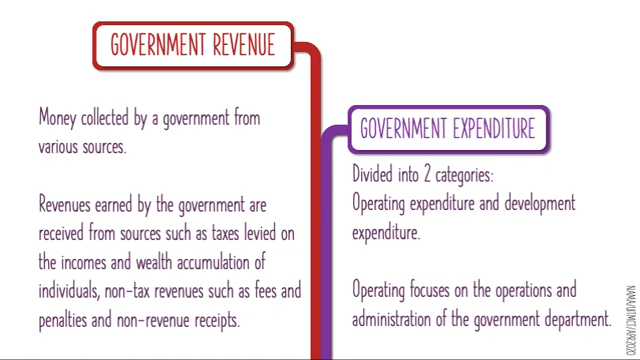 GOVERNMENT REVENUE
Money collected by a government from
various sources.
Revenues earned by the government are
received from sources such as taxes levied on
the incomes and wealth accumulation of
individuals, non-tax revenues such as fees and
penalties and non-revenue receipts.
GOVERNMENT EXPENDITURE
Divided into 2 categories:
Operating expenditure and development
expenditure.
Operating focuses on the operations and
administration of the government department.